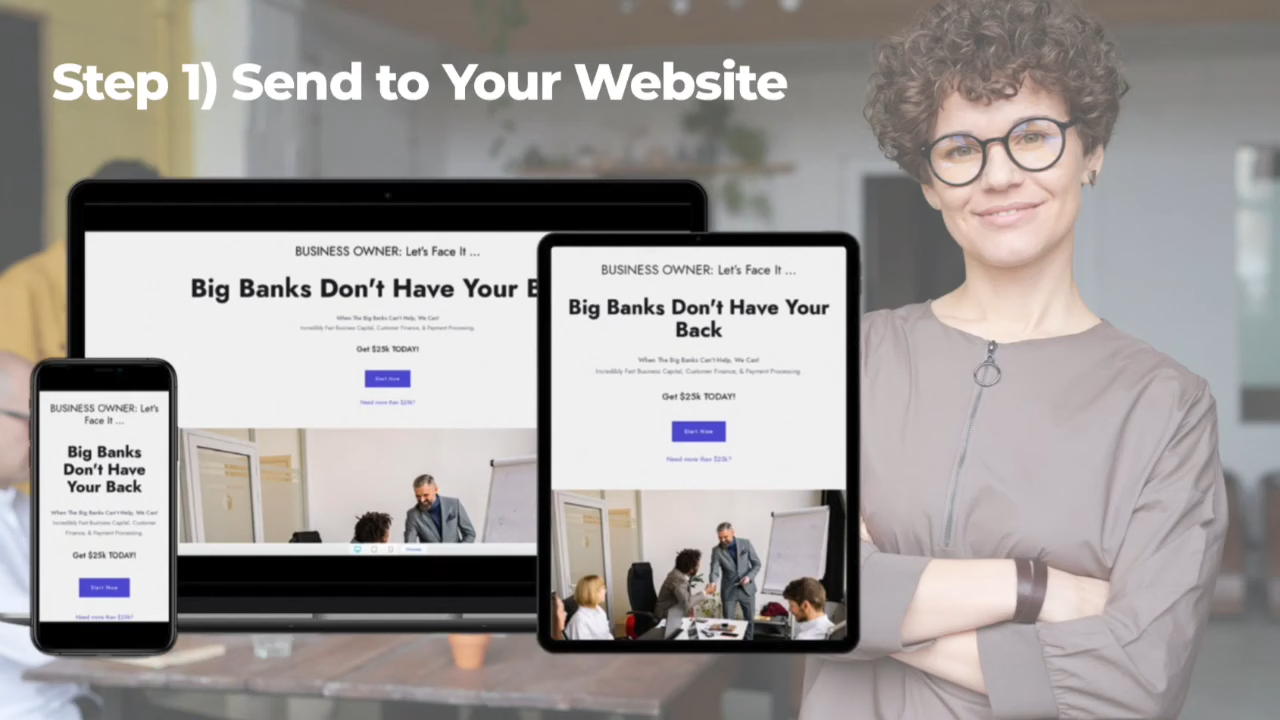 Step 1) Send to Your Website
BUSINESS OWNER: Let's Face It ...
Big Banks Don't Have Your B
When The Big Banks Can't Help, We Can!
Incredibly Fast Business Capital, Customer Finance, & Payment Processing.
Get $25k TODAY!
Start Now
Need more than $25k?
BUSINESS OWNER: Let's Face It ...
Big Banks Don't Have Your
Back
When The Big Banks Can't Help, We Can!
Incredibly Fast Business Capital, Customer Finance, & Payment Processing.
Get $25k TODAY!
Start Now
Need more than $25k?
BUSINESS OWNER: Let's
Face It ...
Big Banks
Don't Have
Your Back
When The Big Banks Can't Help, We Can!
Incredibly Fast Business Capital, Customer
Finance, & Payment Processing.
Get $25k TODAY!
Start Now
Need more than $25k?